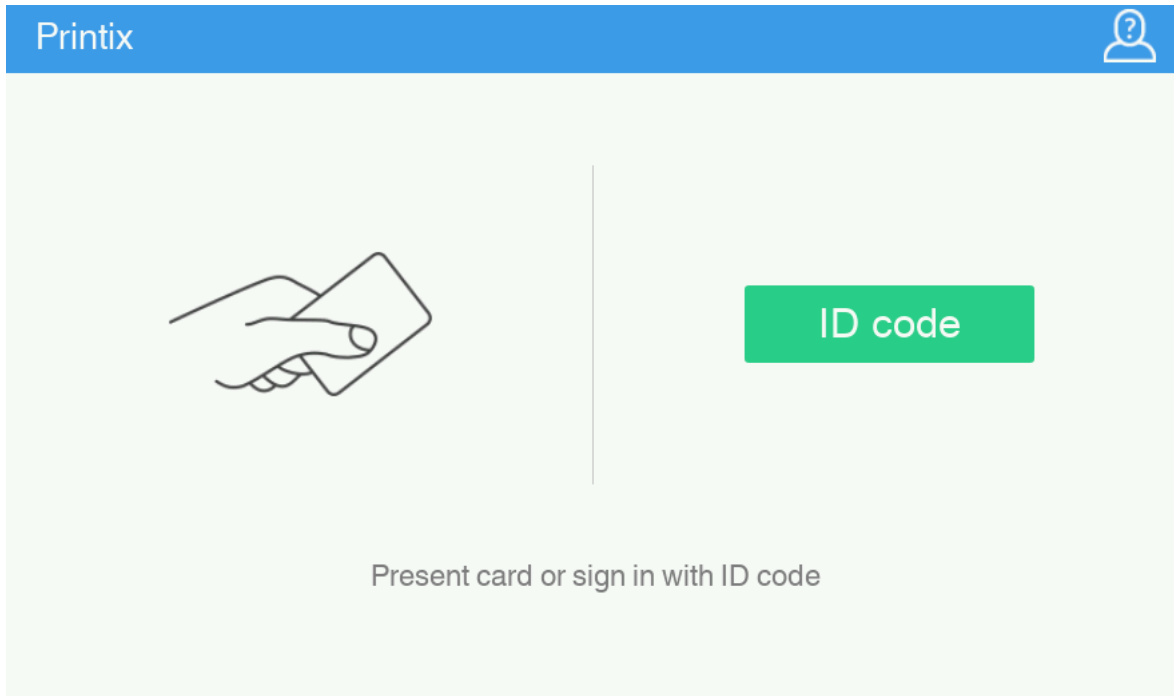 Printix
?
ID code
Present card or sign in with ID code